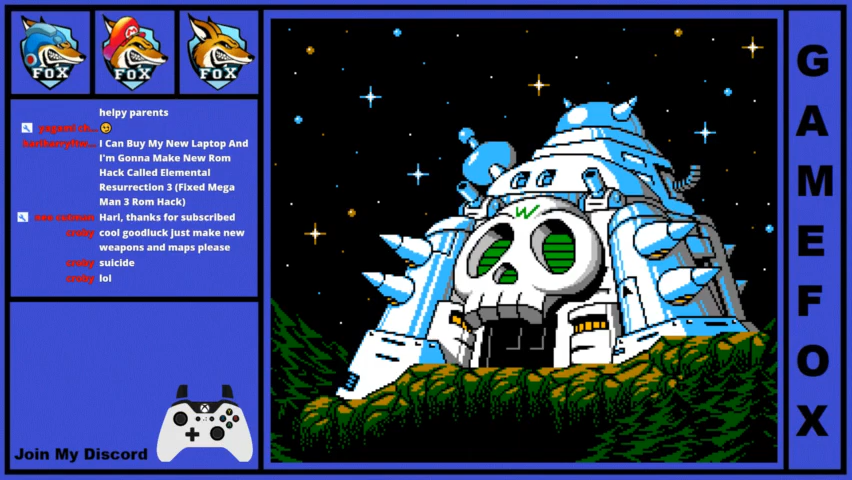 FOX FOX FOX
helpy parents
I Can Buy My New Laptop And
I'm Gonna Make New Rom
Hack Called Elemental
Resurrection 3 (Fixed Mega
Man 3 Rom Hack)
Hari, thanks for subscribed
cool goodluck just make new
weapons and maps please
suicide
lol
Join My Discord
W
GAMEFOX